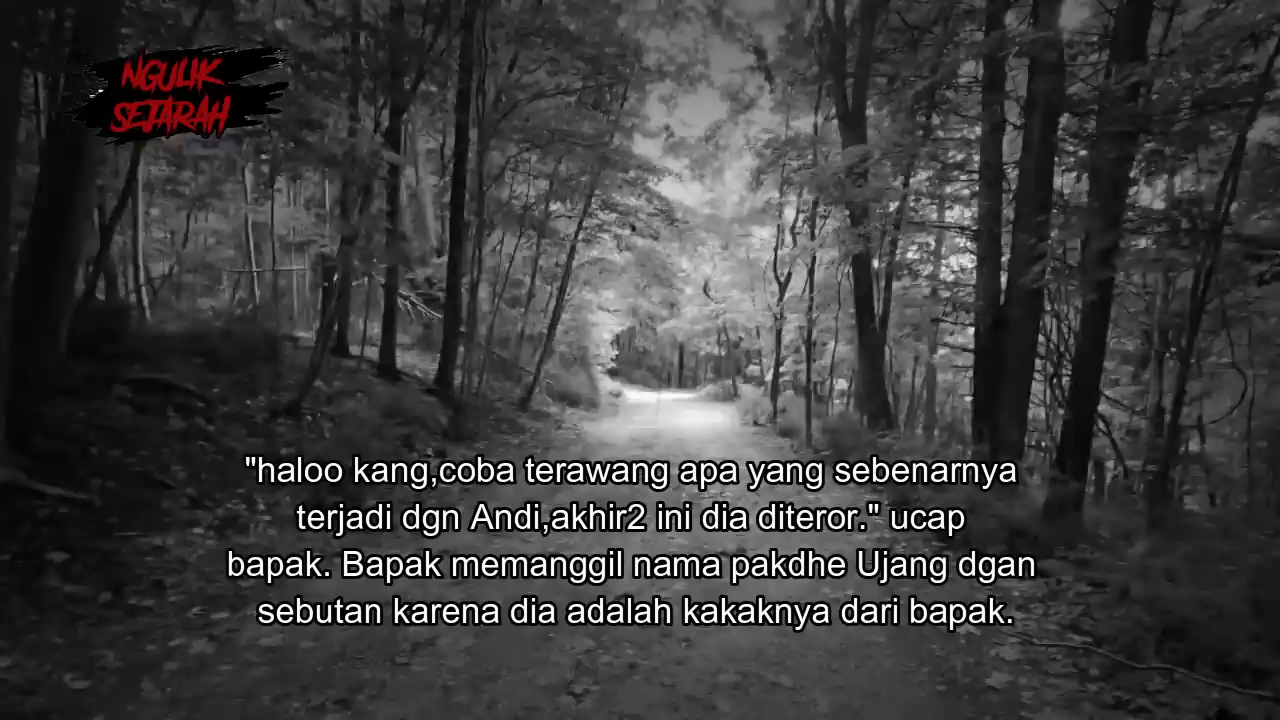 NGULIK
SEJARAH
"haloo kang,coba terawang apa yang sebenarnya
terjadi dgn Andi,akhir2 ini dia diteror." ucap
bapak. Bapak memanggil nama pakdhe Ujang dgan
sebutan karena dia adalah kakaknya dari bapak.